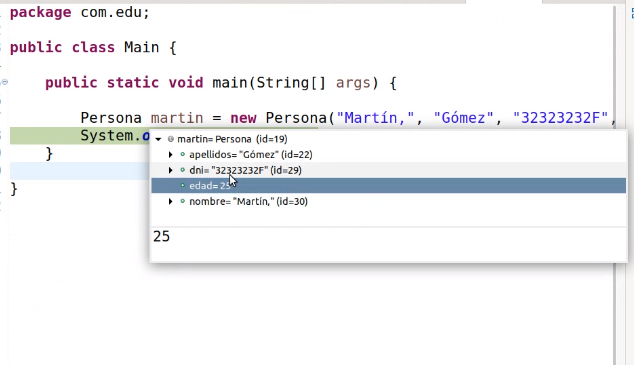 package com.edu;
public class Main {
public static void main(String[] args) {
Persona martin = new Persona("Martín,", "Gómez", "32323232F",
System.o
martin= Persona (id=19)
apellidos= "Gómez" (id=22)
dni= "32323232F" (id=29)
edad= 25
nombre= "Martín," (id=30)
}
}
25